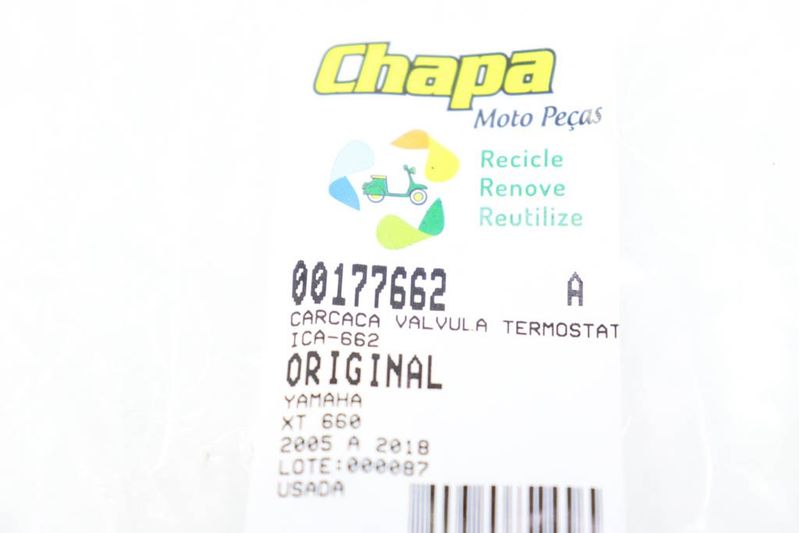 Chapa
Moto Peças
Recicle
Renove
Reutilize
00177662 A
CARCACA VALVULA TERMOSTAT
ICA-662
ORIGINAL
YAMAHA
XT 660
2005 A 2018
LOTE:000087
USADA